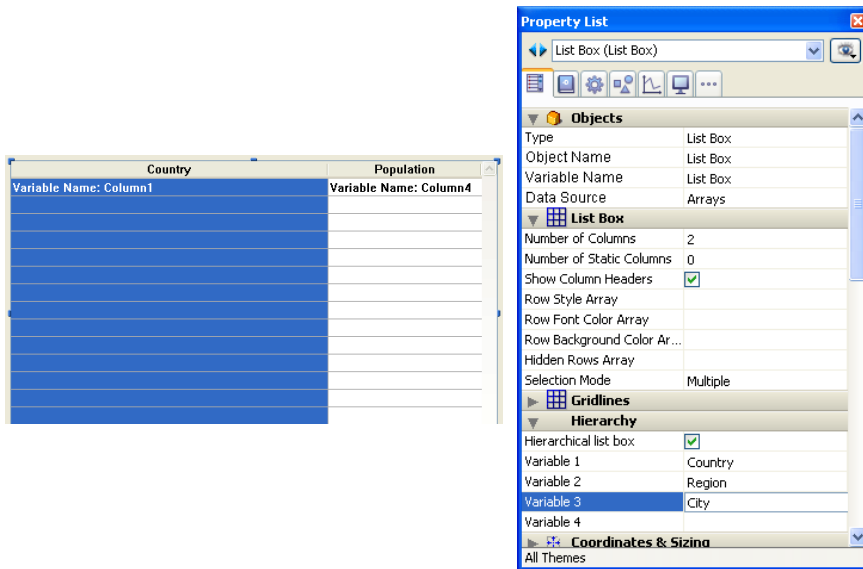 Country Population
Variable Name: Column1 Variable Name: Column4
Property List
List Box (List Box)
Objects
Type List Box
Object Name List Box
Variable Name List Box
Data Source Arrays
List Box
Number of Columns 2
Number of Static Columns 0
Show Column Headers
Row Style Array
Row Font Color Array
Row Background Color Ar...
Hidden Rows Array
Selection Mode Multiple
Gridlines
Hierarchy
Hierarchical list box
Variable 1 Country
Variable 2 Region
Variable 3 City
Variable 4
Coordinates & Sizing
All Themes